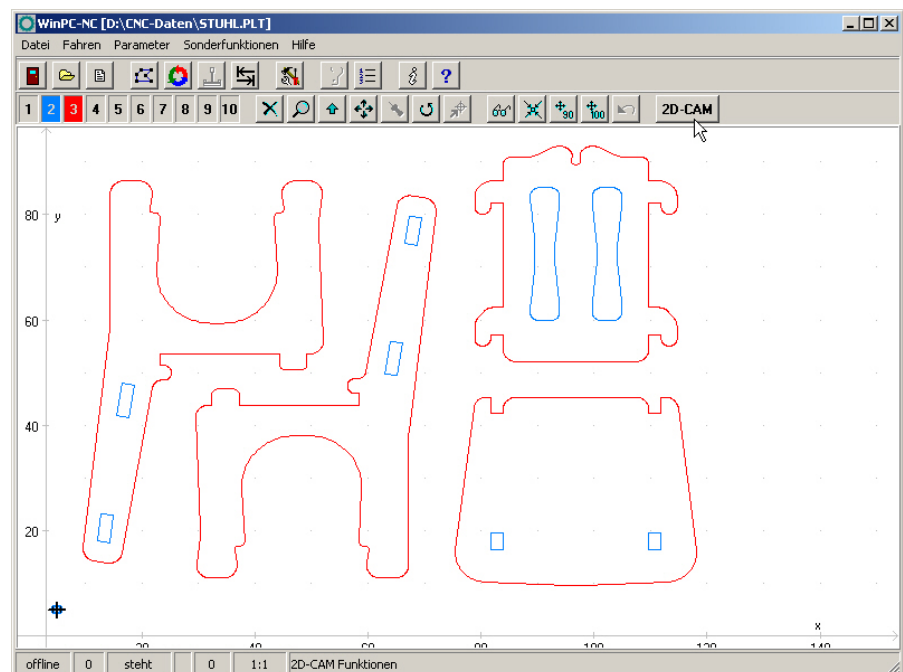 WinPC-NC [D:\CNC-Daten\STUHL.PLT]
Datei Fahren Parameter Sonderfunktionen Hilfe
1 2 3 4 5 6 7 8 9 10 90 100 2D-CAM
80 y
60
40
20
x
20 40 60 80 100 120 140
offline 0 steht 0 1:1 2D-CAM Funktionen